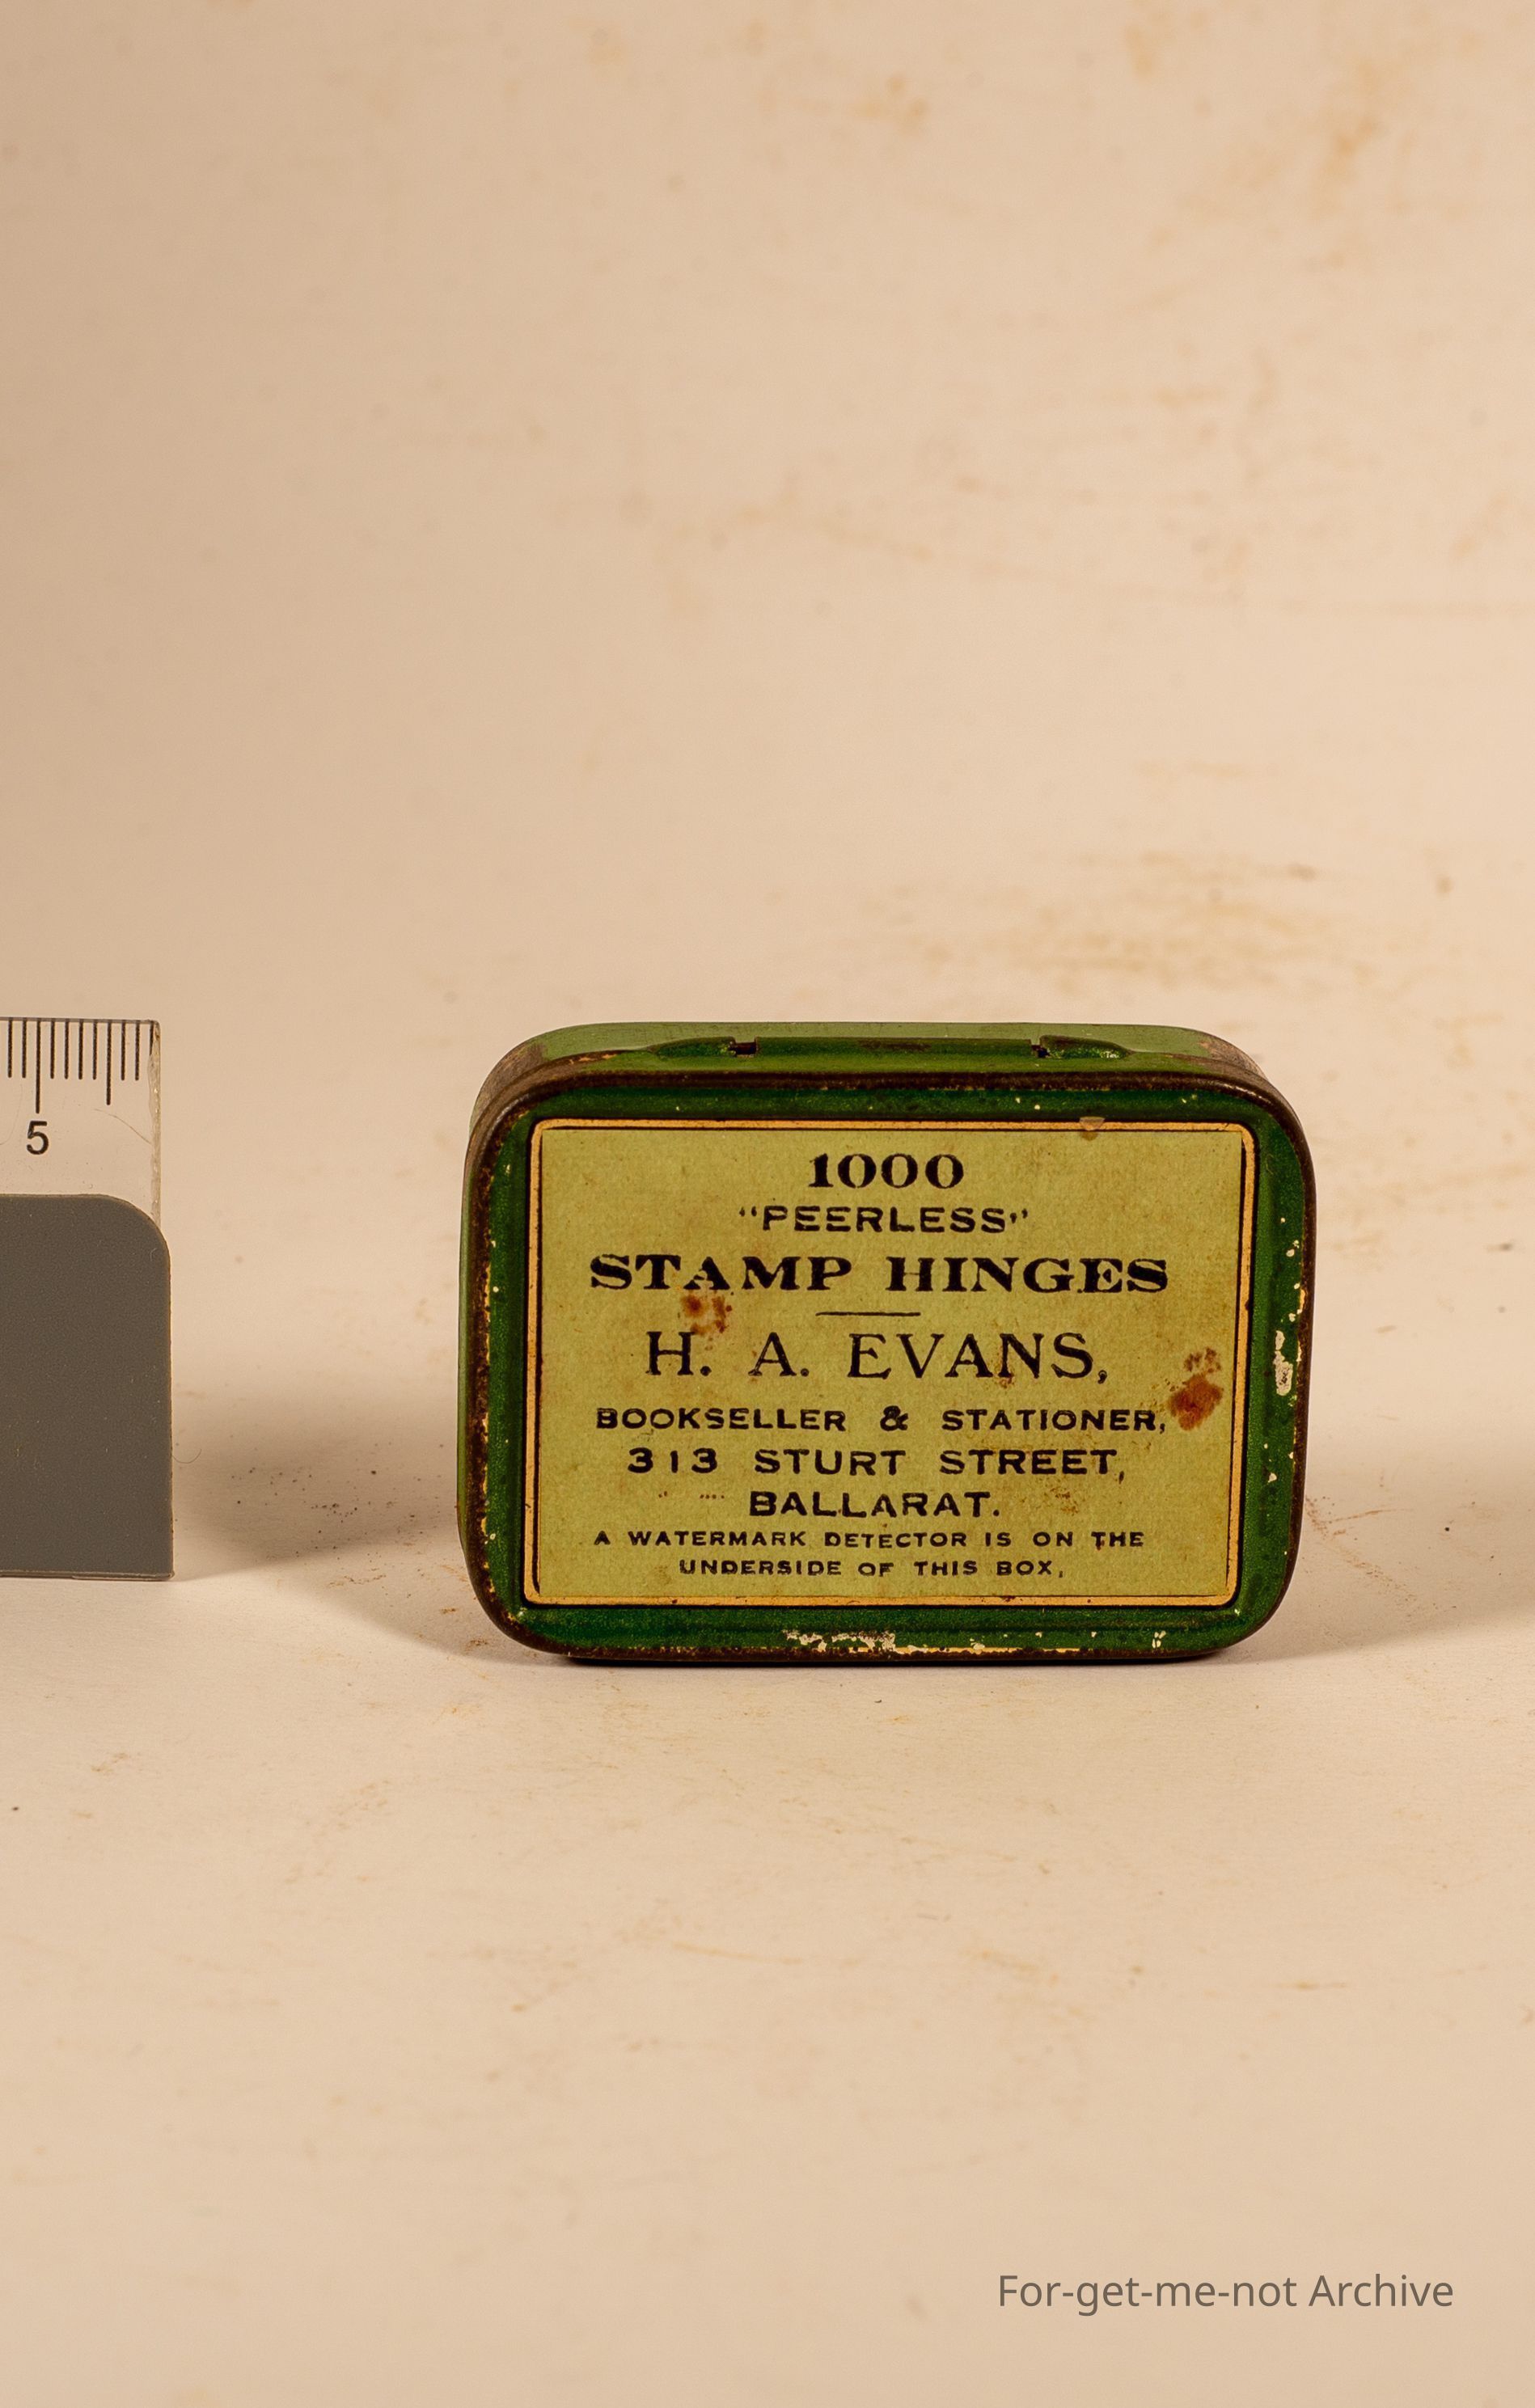 5
1000
"PEERLESS"
STAMP HINGES
H. A. EVANS,
BOOKSELLER & STATIONER,
313 STURT STREET,
BALLARAT.
A WATERMARK DETECTOR IS ON THE
UNDERSIDE OF THIS BOX,
For-get-me-not Archive